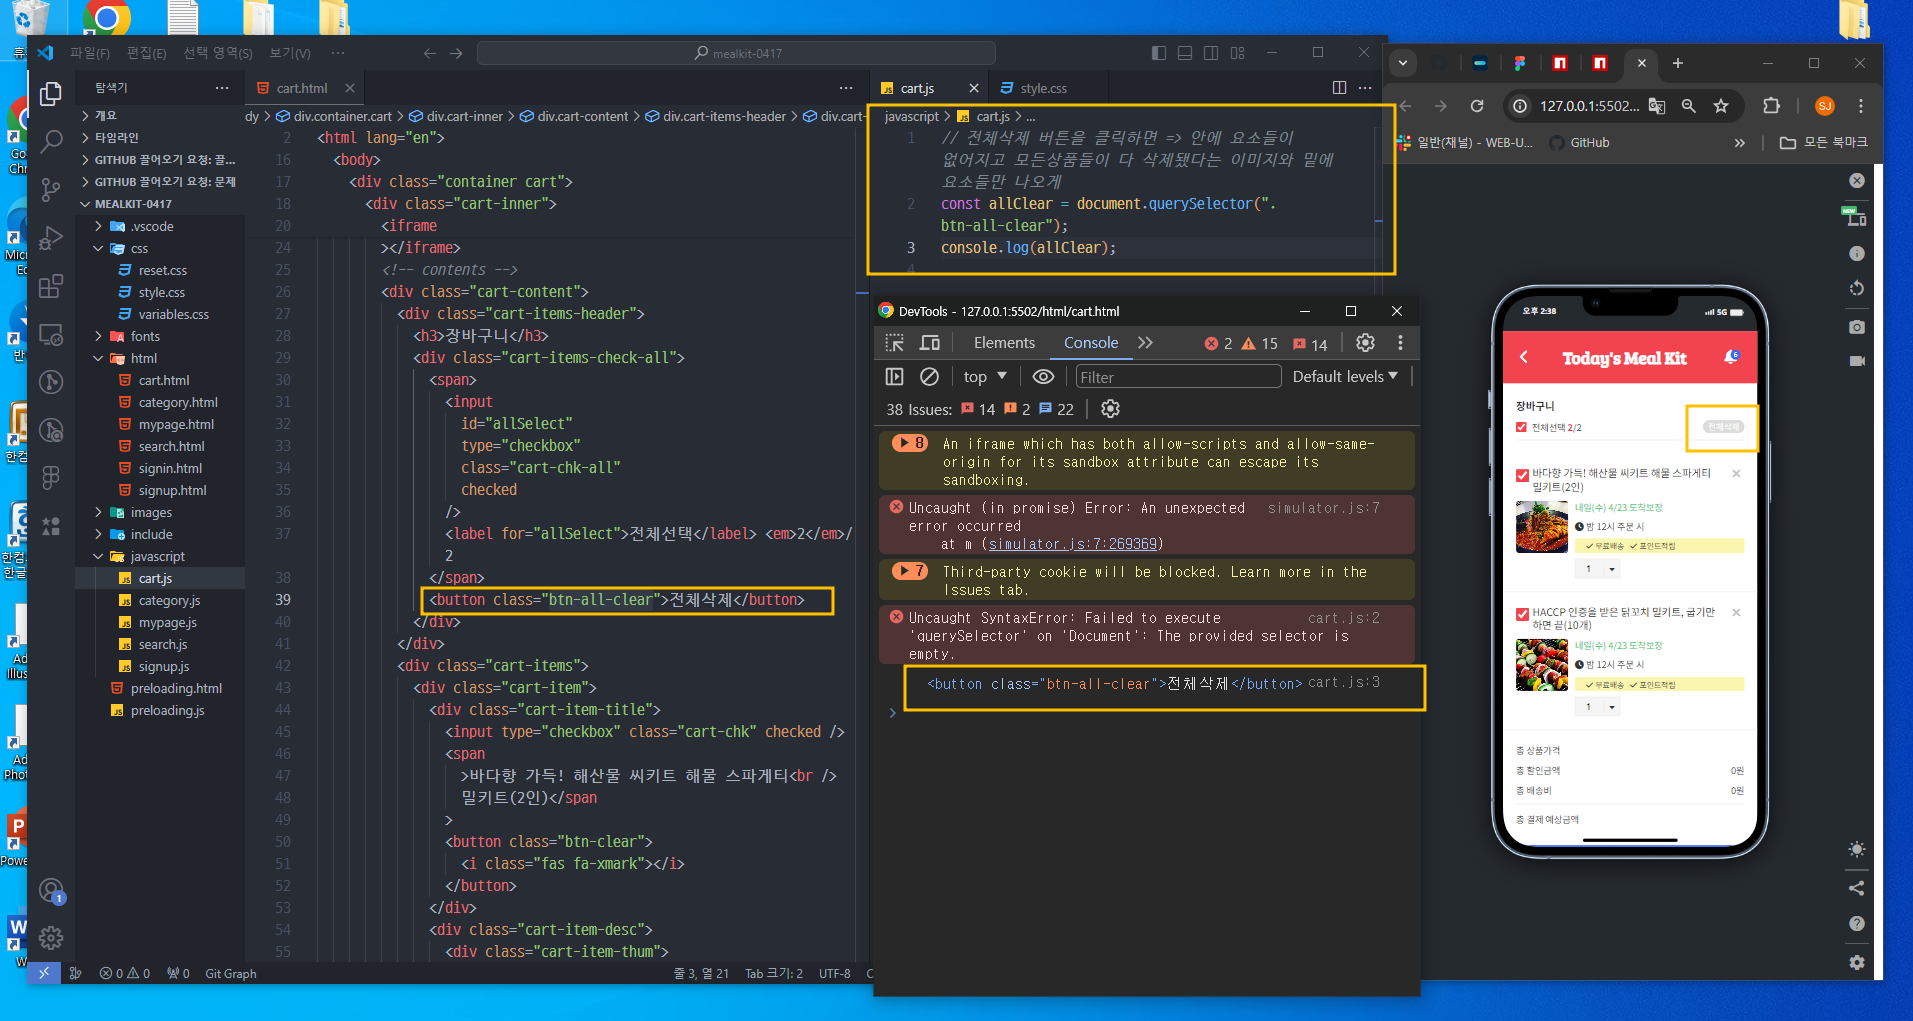 파일(F) 편집(E) 선택 영역(S) 보기(V) ···
mealkit-0417
탐색기
개요
타임라인
GITHUB 끌어오기 요청: 끌...
GITHUB 끌어오기 요청: 문제
MEALKIT-0417
.vscode
css
reset.css
style.css
variables.css
fonts
html
cart.html
category.html
mypage.html
search.html
signin.html
signup.html
images
include
javascript
cart.js
category.js
mypage.js
search.js
signup.js
preloading.html
preloading.js
1
cart.html
dy > div.container.cart > div.cart-inner > div.cart-content > div.cart-items-header > div.cart-
2 <html lang="en">
16 <body>
17 <div class="container cart">
18 <div class="cart-inner">
20 <iframe
24 ></iframe>
25 <!-- contents -->
26 <div class="cart-content">
27 <div class="cart-items-header">
28 <h3>장바구니</h3>
29 <div class="cart-items-check-all">
30 <span>
31 <input
32 id="allSelect"
33 type="checkbox"
34 class="cart-chk-all"
35 checked
36 />
37 <label for="allSelect">전체선택</label> <em>2</em>/
2
38 </span>
39 <button class="btn-all-clear">전체삭제</button>
40 </div>
41 </div>
42 <div class="cart-items">
43 <div class="cart-item">
44 <div class="cart-item-title">
45 <input type="checkbox" class="cart-chk" checked />
46 <span
47 >바다향 가득! 해산물 씨키트 해물 스파게티<br />
48 밀키트(2인)</span
49 >
50 <button class="btn-clear">
51 <i class="fas fa-xmark"></i>
52 </button>
53 </div>
54 <div class="cart-item-desc">
55 <div class="cart-item-thum">
0 0 0 Git Graph 줄 3, 열 21 Tab 크기: 2 UTF-8 C
cart.js style.css
javascript > cart.js > ...
1 // 전체삭제 버튼을 클릭하면 => 안에 요소들이
없어지고 모든상품들이 다 삭제됐다는 이미지와 밑에
요소들만 나오게
2 const allClear = document.querySelector(".
btn-all-clear");
3 console.log(allClear);
4
DevTools - 127.0.0.1:5502/html/cart.html
Elements Console 2 15 14
top Filter Default levels
38 Issues: 14 2 22
8 An iframe which has both allow-scripts and allow-same-
origin for its sandbox attribute can escape its
sandboxing.
Uncaught (in promise) Error: An unexpected simulator.js:7
error occurred
at m (simulator.js:7:269369)
7 Third-party cookie will be blocked. Learn more in the
Issues tab.
Uncaught SyntaxError: Failed to execute cart.js:2
'querySelector' on 'Document': The provided selector is
empty.
<button class="btn-all-clear">전체삭제</button> cart.js:3
127.0.0.1:5502... SJ
일반(채널) - WEB-U... GitHub 모든 북마크
NEW
오후 2:38 5G
Today's Meal Kit 6
장바구니
전체선택 2/2 전체삭제
바다향 가득! 해산물 씨키트 해물 스파게티
밀키트(2인)
내일(수) 4/23 도착보장
밤 12시 주문 시
무료배송 포인트적립
1
HACCP 인증을 받은 닭꼬치 밀키트, 굽기만
하면 끝(10개)
내일(수) 4/23 도착보장
밤 12시 주문 시
무료배송 포인트적립
1
총 상품가격
총 할인금액 0원
총 배송비 0원
총 결제 예상금액